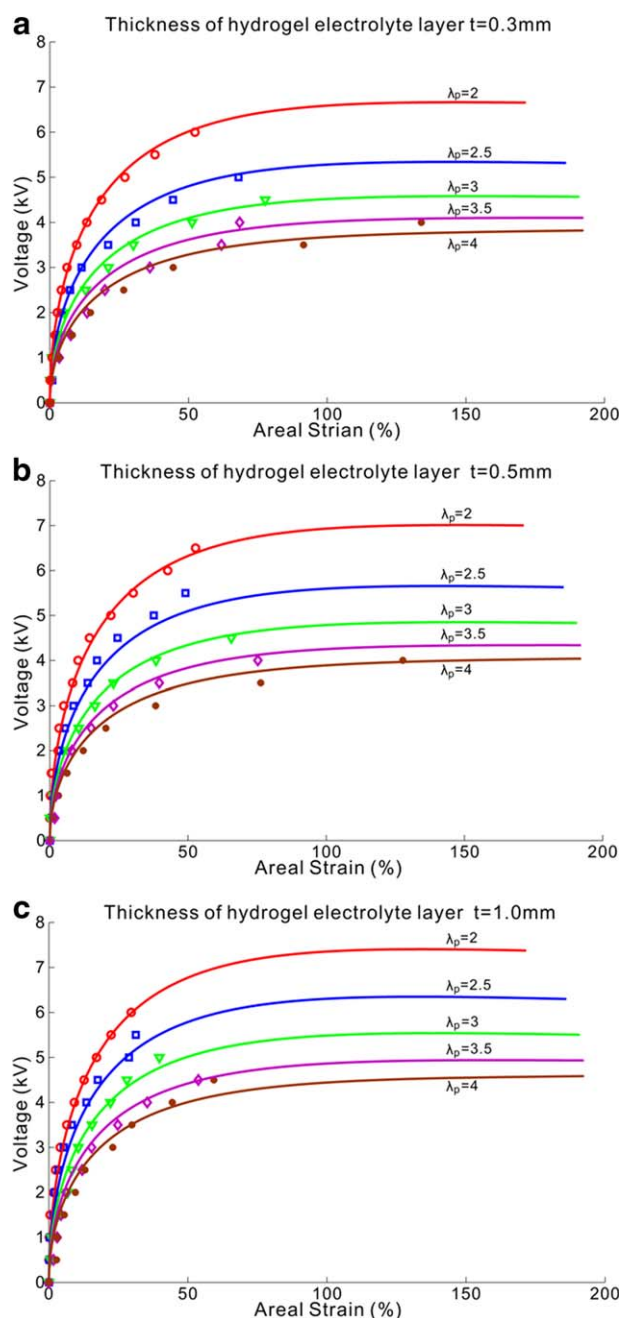 a
Thickness of hydrogel electrolyte layer t=0.3mm
8
7
6
5
4
3
2
1
0
Voltage (kV)
λp=2
λp=2.5
λp=3
λp=3.5
λp=4
0 50 100 150 200
Areal Strian (%)
b
Thickness of hydrogel electrolyte layer t=0.5mm
8
7
6
5
4
3
2
1
0
Voltage (kV)
λp=2
λp=2.5
λp=3
λp=3.5
λp=4
0 50 100 150 200
Areal Strain (%)
c
Thickness of hydrogel electrolyte layer t=1.0mm
8
7
6
5
4
3
2
1
0
Voltage (kV)
λp=2
λp=2.5
λp=3
λp=3.5
λp=4
0 50 100 150 200
Areal Strain (%)